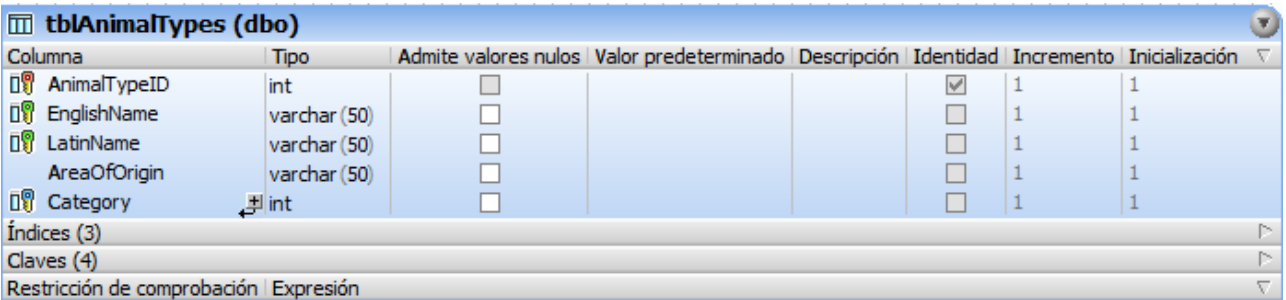 tblAnimalTypes (dbo)
Columna Tipo Admite valores nulos Valor predeterminado Descripción Identidad Incremento Inicialización
AnimalTypeID int 1 1
EnglishName varchar (50) 1 1
LatinName varchar (50) 1 1
AreaOfOrigin varchar (50) 1 1
Category int 1 1
Índices (3)
Claves (4)
Restricción de comprobación Expresión